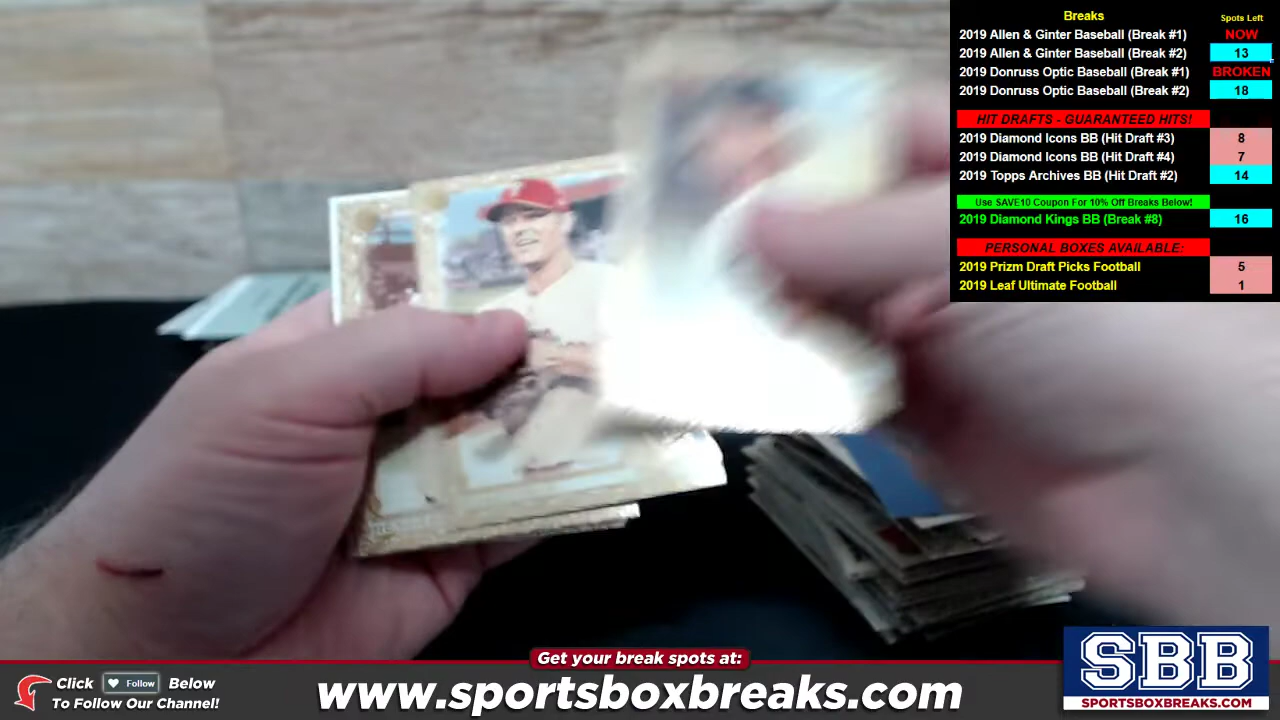 Breaks
Spots Left
2019 Allen & Ginter Baseball (Break #1)
NOW
2019 Allen & Ginter Baseball (Break #2)
13
2019 Donruss Optic Baseball (Break #1)
BROKEN
2019 Donruss Optic Baseball (Break #2)
18
HIT DRAFTS - GUARANTEED HITS!
2019 Diamond Icons BB (Hit Draft #3)
8
2019 Diamond Icons BB (Hit Draft #4)
7
2019 Topps Archives BB (Hit Draft #2)
14
Use SAVE10 Coupon For 10% Off Breaks Below!
2019 Diamond Kings BB (Break #8)
16
PERSONAL BOXES AVAILABLE:
2019 Prizm Draft Picks Football
5
2019 Leaf Ultimate Football
1
Get your break spots at:
Click Follow Below
To Follow Our Channel!
www.sportsboxbreaks.com
SBB
SPORTSBOXBREAKS.COM